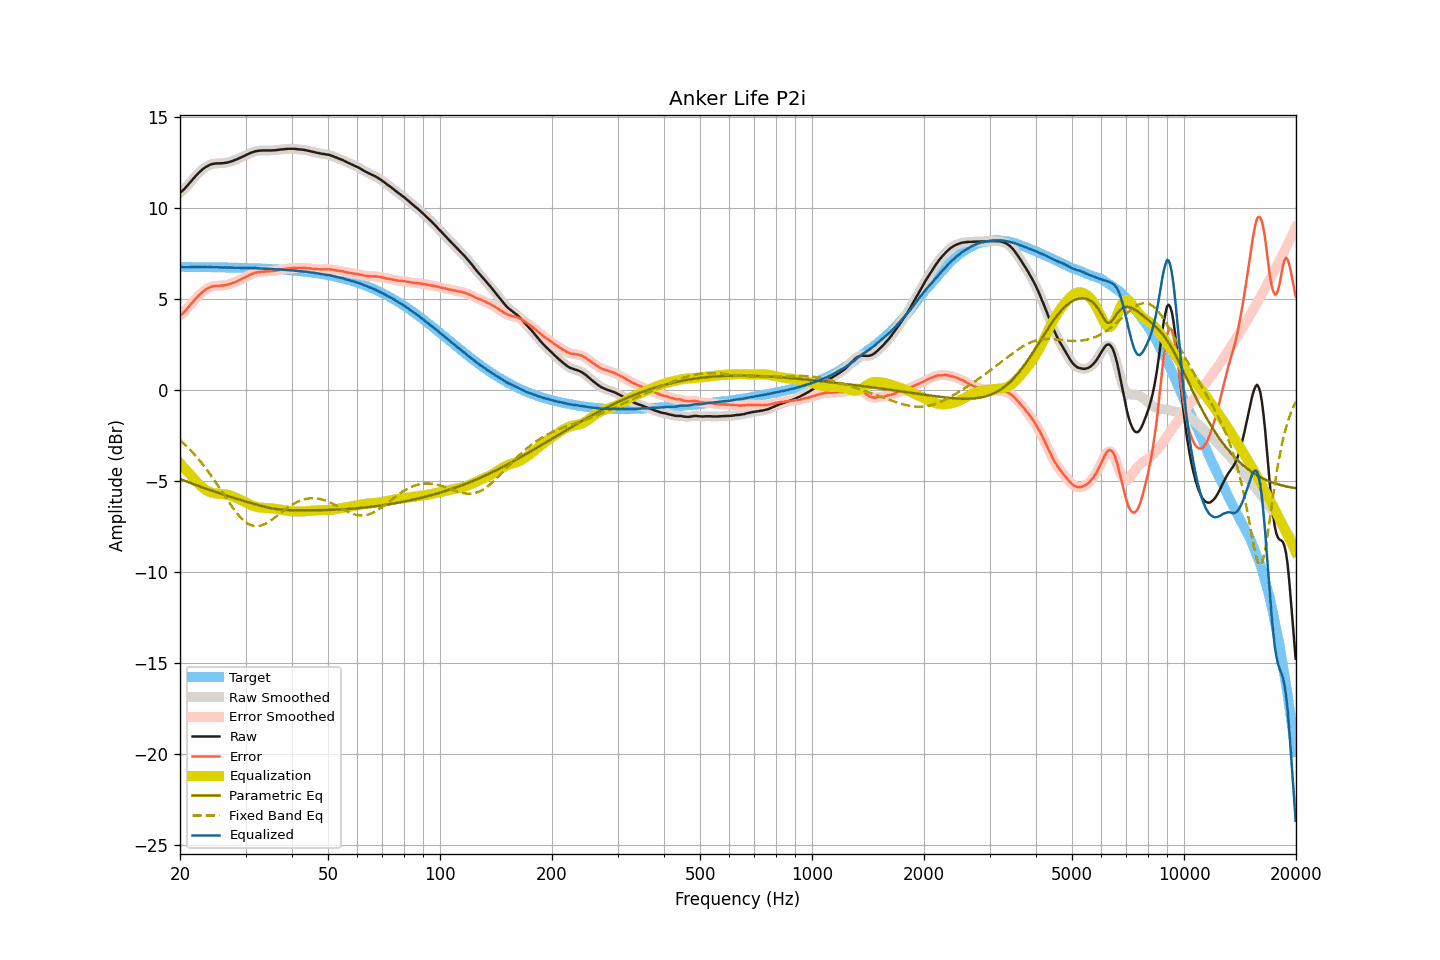 Anker Life P2i
15
10
5
0
−5
−10
−15
−20
−25
Amplitude (dBr)
Target
Raw Smoothed
Error Smoothed
Raw
Error
Equalization
Parametric Eq
Fixed Band Eq
Equalized
20 50 100 200 500 1000 2000 5000 10000 20000
Frequency (Hz)